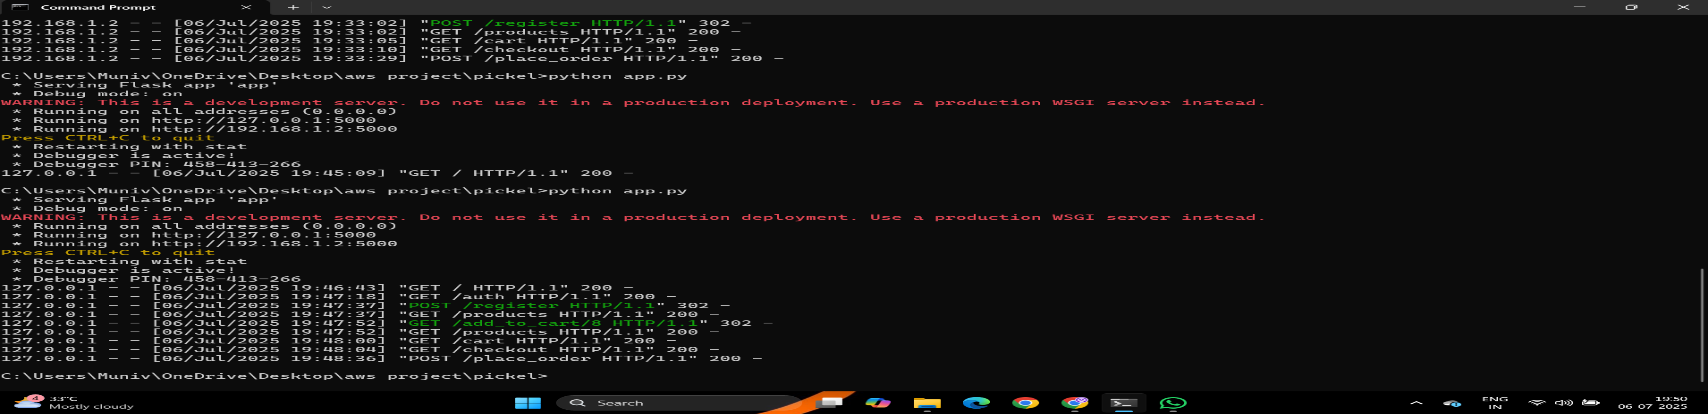 Command Prompt
192.168.1.2 - - [06/Jul/2025 19:33:02] "POST /register HTTP/1.1" 302 -
192.168.1.2 - - [06/Jul/2025 19:33:02] "GET /products HTTP/1.1" 200 -
192.168.1.2 - - [06/Jul/2025 19:33:05] "GET /cart HTTP/1.1" 200 -
192.168.1.2 - - [06/Jul/2025 19:33:10] "GET /checkout HTTP/1.1" 200 -
192.168.1.2 - - [06/Jul/2025 19:33:29] "POST /place_order HTTP/1.1" 200 -
C:\Users\Muniv\OneDrive\Desktop\aws project\pickel>python app.py
* Serving Flask app 'app'
* Debug mode: on
WARNING: This is a development server. Do not use it in a production deployment. Use a production WSGI server instead.
* Running on all addresses (0.0.0.0)
* Running on http://127.0.0.1:5000
* Running on http://192.168.1.2:5000
Press CTRL+C to quit
* Restarting with stat
* Debugger is active!
* Debugger PIN: 458-413-266
127.0.0.1 - - [06/Jul/2025 19:45:09] "GET / HTTP/1.1" 200 -
C:\Users\Muniv\OneDrive\Desktop\aws project\pickel>python app.py
* Serving Flask app 'app'
* Debug mode: on
WARNING: This is a development server. Do not use it in a production deployment. Use a production WSGI server instead.
* Running on all addresses (0.0.0.0)
* Running on http://127.0.0.1:5000
* Running on http://192.168.1.2:5000
Press CTRL+C to quit
* Restarting with stat
* Debugger is active!
* Debugger PIN: 458-413-266
127.0.0.1 - - [06/Jul/2025 19:46:43] "GET / HTTP/1.1" 200 -
127.0.0.1 - - [06/Jul/2025 19:47:18] "GET /auth HTTP/1.1" 200 -
127.0.0.1 - - [06/Jul/2025 19:47:37] "POST /register HTTP/1.1" 302 -
127.0.0.1 - - [06/Jul/2025 19:47:37] "GET /products HTTP/1.1" 200 -
127.0.0.1 - - [06/Jul/2025 19:47:52] "GET /add_to_cart/8 HTTP/1.1" 302 -
127.0.0.1 - - [06/Jul/2025 19:47:52] "GET /products HTTP/1.1" 200 -
127.0.0.1 - - [06/Jul/2025 19:48:00] "GET /cart HTTP/1.1" 200 -
127.0.0.1 - - [06/Jul/2025 19:48:04] "GET /checkout HTTP/1.1" 200 -
127.0.0.1 - - [06/Jul/2025 19:48:36] "POST /place_order HTTP/1.1" 200 -
C:\Users\Muniv\OneDrive\Desktop\aws project\pickel>
4
33°C
Mostly cloudy
Search
ENG
IN
19:50
06-07-2025